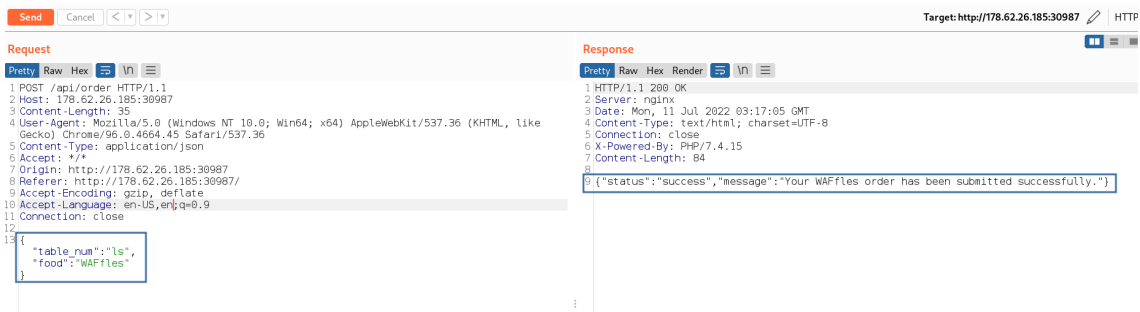 Send Cancel < | ▾ > | ▾ Target: http://178.62.26.185:30987 HTTP
Request
Pretty Raw Hex \n
1 POST /api/order HTTP/1.1
2 Host: 178.62.26.185:30987
3 Content-Length: 35
4 User-Agent: Mozilla/5.0 (Windows NT 10.0; Win64; x64) AppleWebKit/537.36 (KHTML, like
Gecko) Chrome/96.0.4664.45 Safari/537.36
5 Content-Type: application/json
6 Accept: */*
7 Origin: http://178.62.26.185:30987
8 Referer: http://178.62.26.185:30987/
9 Accept-Encoding: gzip, deflate
10 Accept-Language: en-US,en;q=0.9
11 Connection: close
12
13 {
"table_num":"ls",
"food":"WAFfles"
}
Response
Pretty Raw Hex Render \n
1 HTTP/1.1 200 OK
2 Server: nginx
3 Date: Mon, 11 Jul 2022 03:17:05 GMT
4 Content-Type: text/html; charset=UTF-8
5 Connection: close
6 X-Powered-By: PHP/7.4.15
7 Content-Length: 84
8
9 {"status":"success","message":"Your WAFfles order has been submitted successfully."}